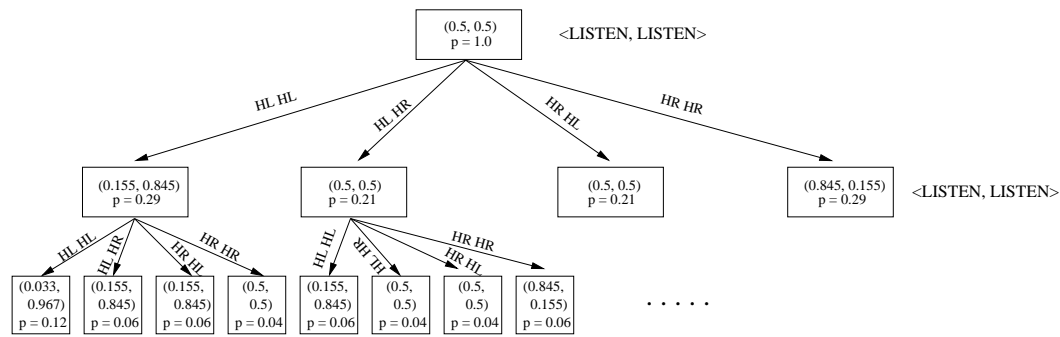 (0.5, 0.5)
p = 1.0
<LISTEN, LISTEN>
HL HL
HL HR
HR HL
HR HR
(0.155, 0.845)
p = 0.29
(0.5, 0.5)
p = 0.21
(0.5, 0.5)
p = 0.21
(0.845, 0.155)
p = 0.29
<LISTEN, LISTEN>
HL HL
HL HR
HR HL
HR HR
HL HL
HL HR
HR HL
HR HR
(0.033,
0.967)
p = 0.12
(0.155,
0.845)
p = 0.06
(0.155,
0.845)
p = 0.06
(0.5,
0.5)
p = 0.04
(0.155,
0.845)
p = 0.06
(0.5,
0.5)
p = 0.04
(0.5,
0.5)
p = 0.04
(0.845,
0.155)
p = 0.06
. . . . .